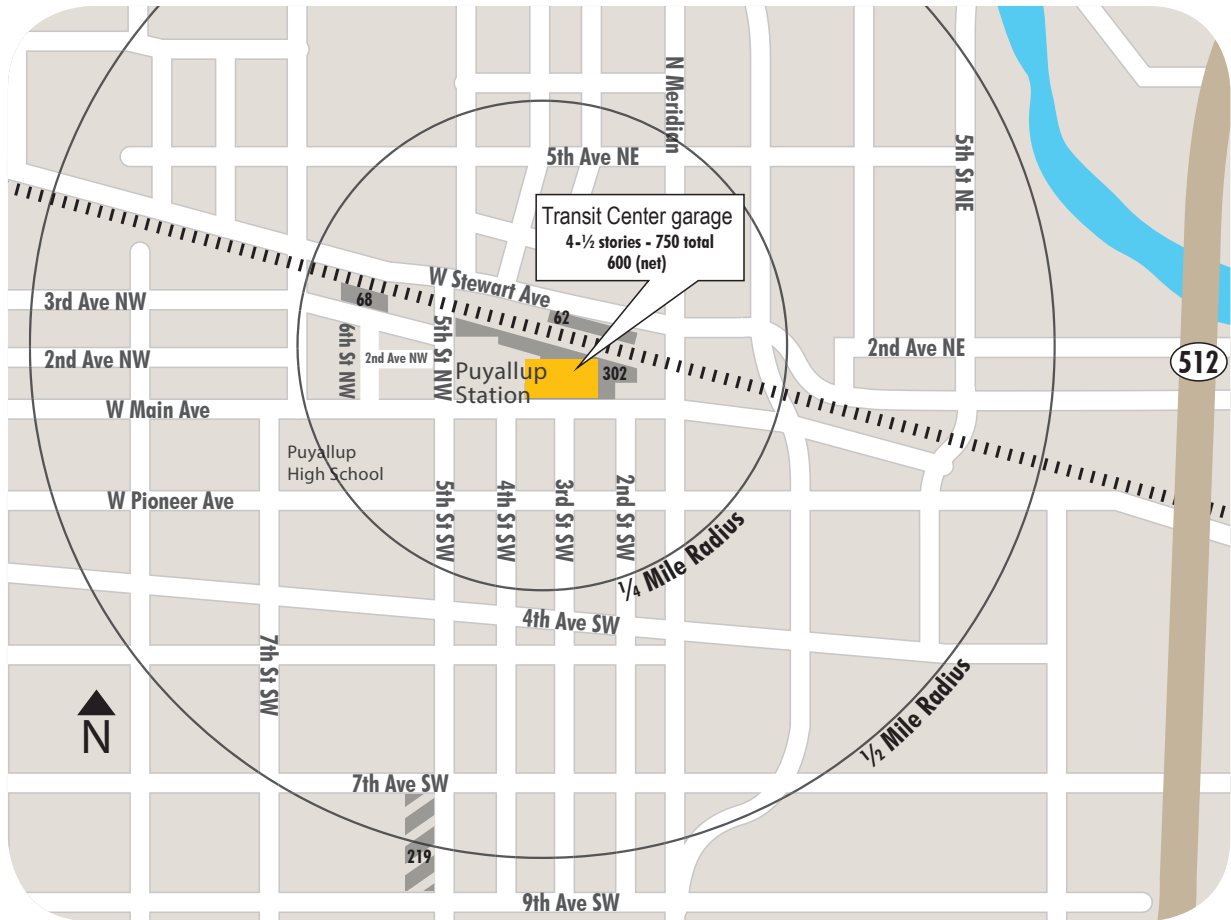 N Meridian
5th Ave NE
5th St NE
Transit Center garage
4-½ stories - 750 total
600 (net)
W Stewart Ave
3rd Ave NW
68
62
6th St NW
5th St NW
2nd Ave NW
2nd Ave NW
2nd Ave NE
512
Puyallup
Station
302
W Main Ave
Puyallup
High School
W Pioneer Ave
5th St SW
4th St SW
3rd St SW
2nd St SW
¼ Mile Radius
4th Ave SW
7th St SW
½ Mile Radius
N
7th Ave SW
219
9th Ave SW